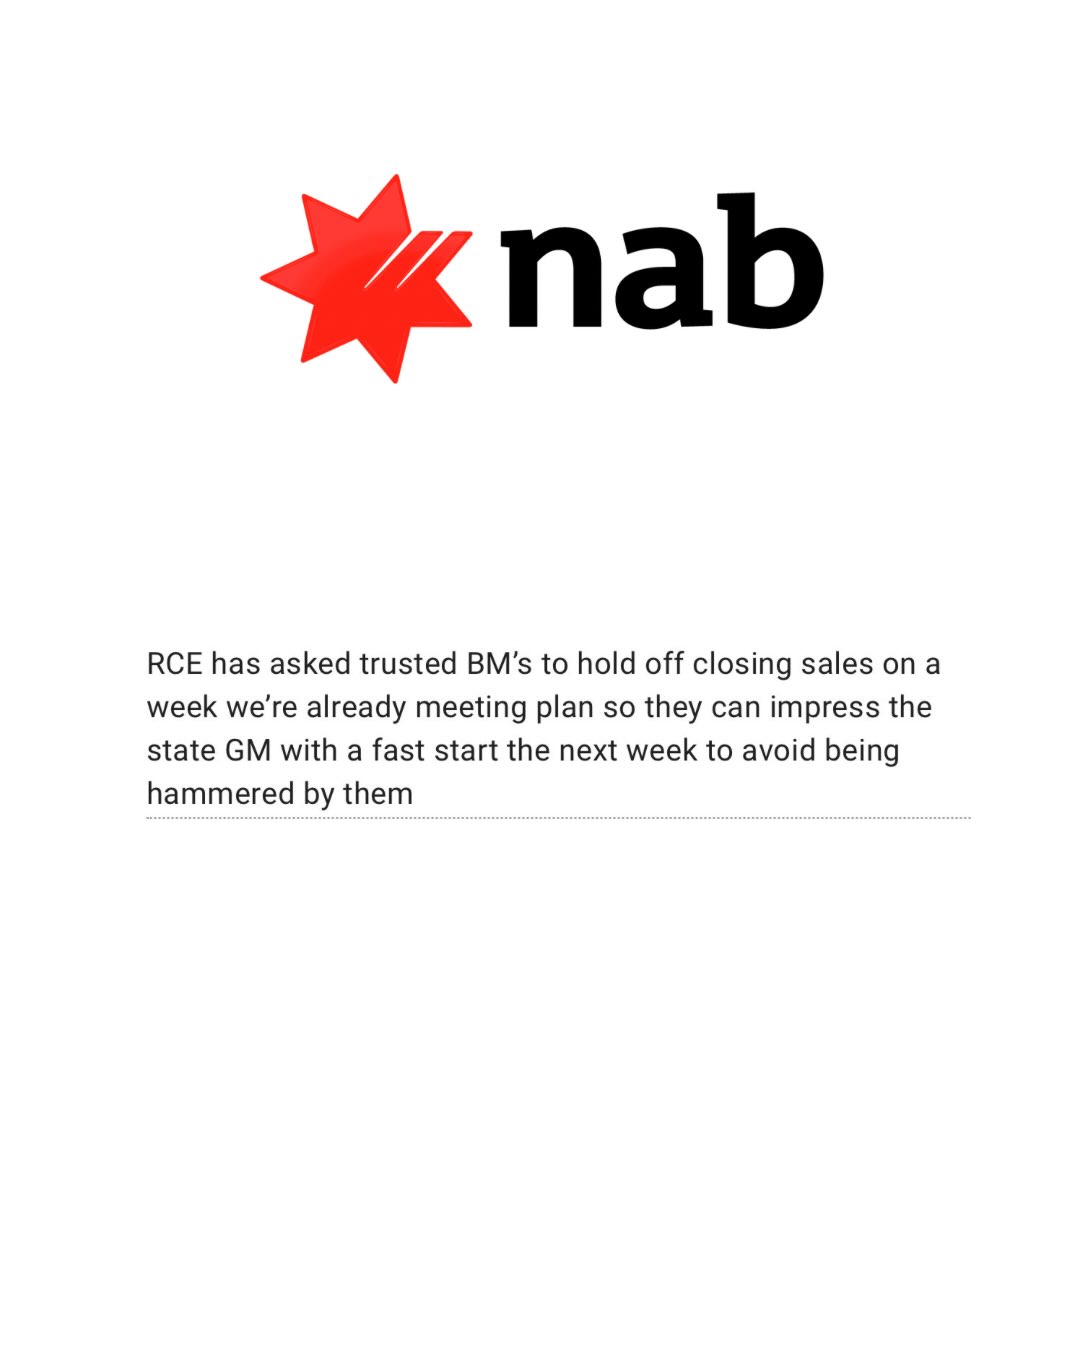 nab
RCE has asked trusted BM’s to hold off closing sales on a
week we’re already meeting plan so they can impress the
state GM with a fast start the next week to avoid being
hammered by them